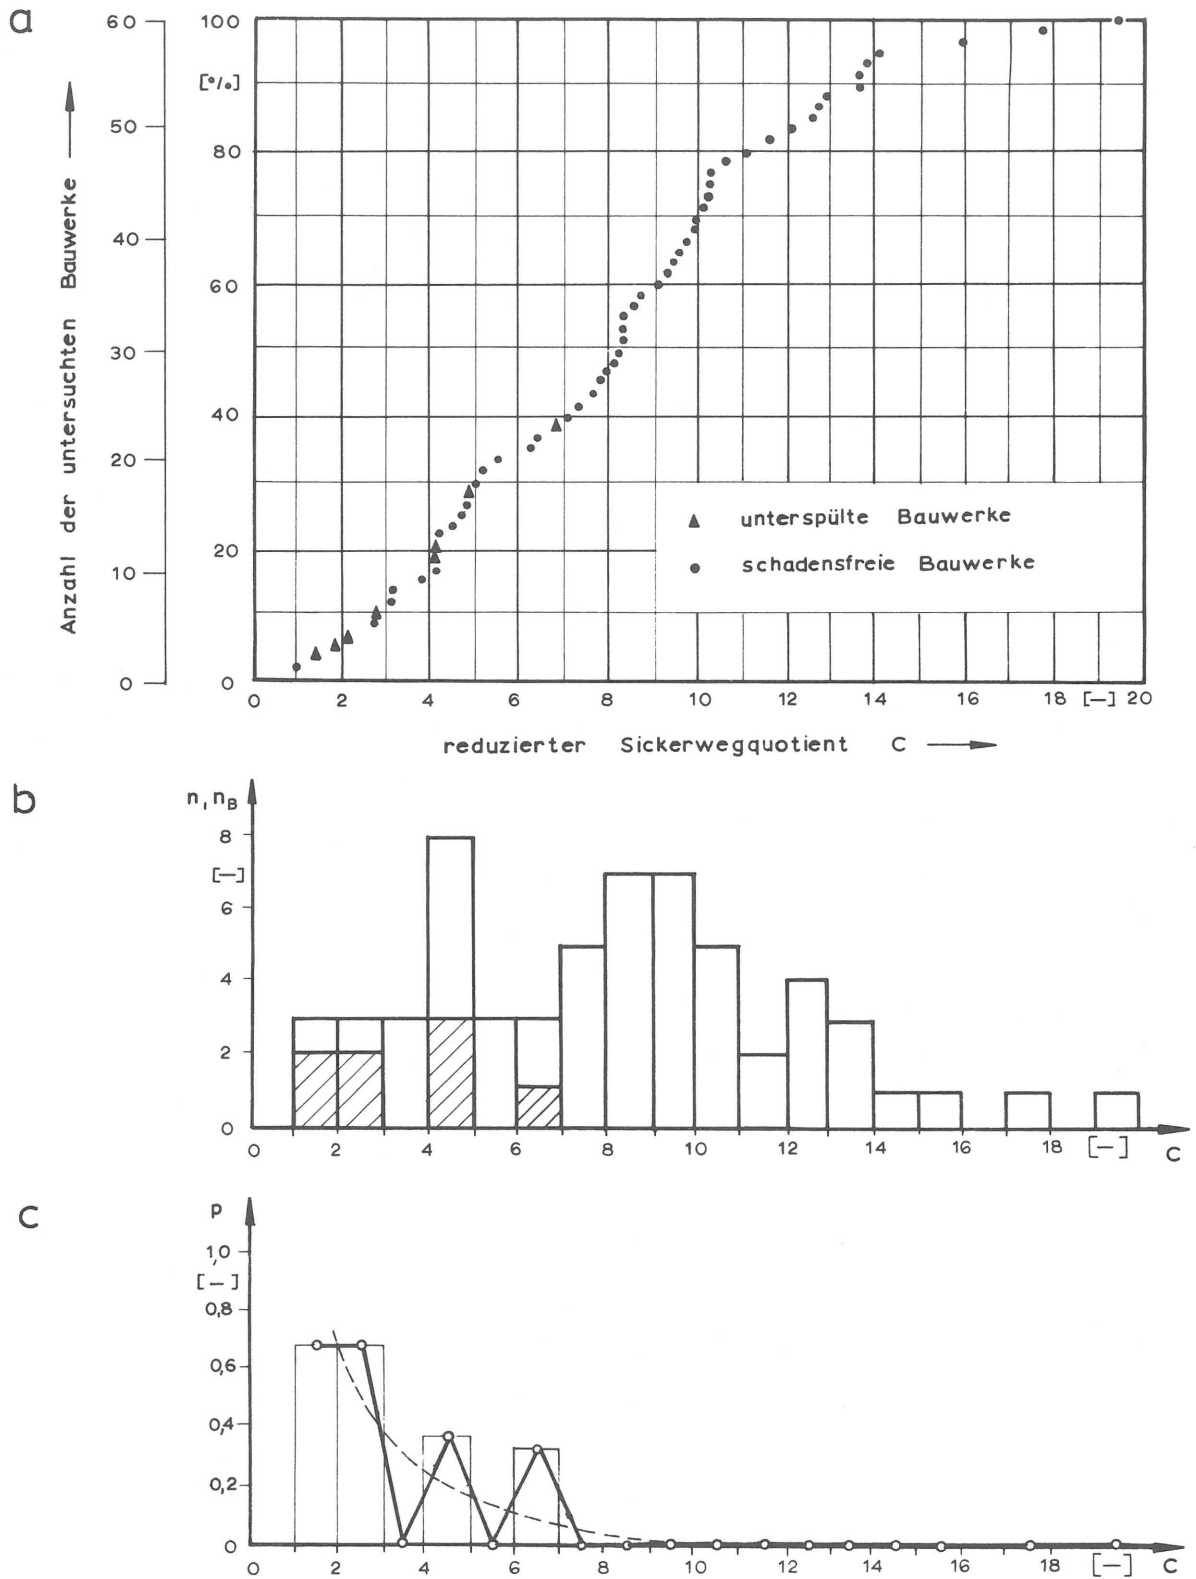 a
60
100
[%]
50
80
40
60
30
40
20
20
10
0
0
Anzahl der untersuchten Bauwerke
unterspülte Bauwerke
schadensfreie Bauwerke
0 2 4 6 8 10 12 14 16 18 [—] 20
reduzierter Sickerwegquotient C
b
n, nB
8
[—]
6
4
2
0
0 2 4 6 8 10 12 14 16 18 [—] C
c
p
1,0
[—]
0,8
0,6
0,4
0,2
0
0 2 4 6 8 10 12 14 16 18 [—] C